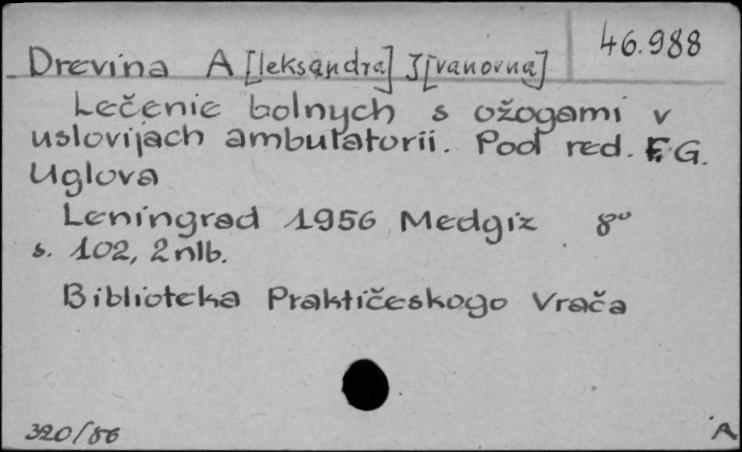 46.988
Drevina A[leksandra] I[vanovna]
Lečenie bolnych s ožogami v
uslovijach ambulatorii. Pod red. F. G.
Uglova
Leningrad 1956 Medgiz 8°
s. 102, 2 nlb.
Biblioteka Praktičeskogo Vrača
320/56
A